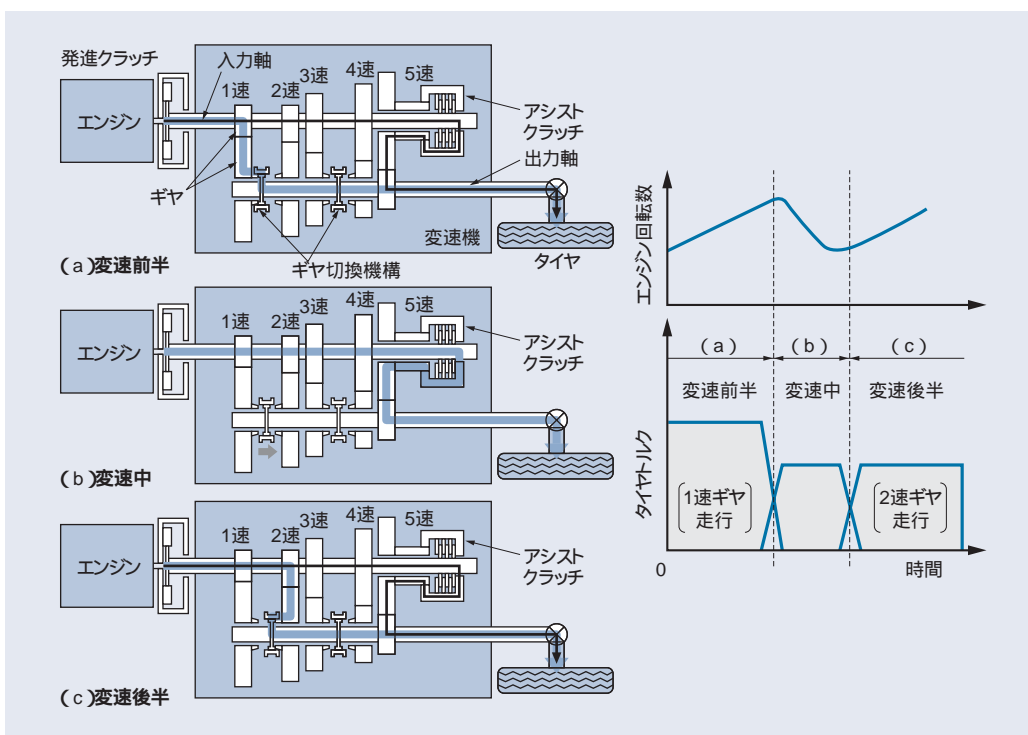 発進クラッチ
入力軸
エンジン
1速
2速
3速
4速
5速
アシスト
クラッチ
出力軸
ギヤ
変速機
ギヤ切換機構
タイヤ
(a)変速前半
エンジン
1速
2速
3速
4速
5速
アシスト
クラッチ
(b)変速中
エンジン
1速
2速
3速
4速
5速
アシスト
クラッチ
(c)変速後半
エンジン回転数
(a)
(b)
(c)
変速前半
変速中
変速後半
タイヤトルク
1速ギヤ
走行
2速ギヤ
走行
0
時間